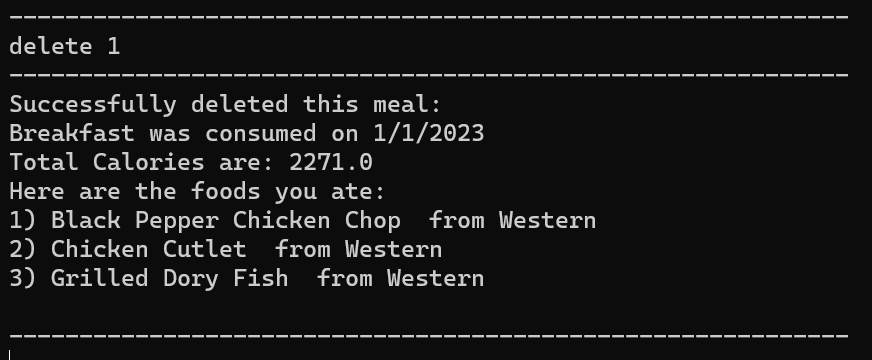 ------------------------------------------------------------
delete 1
------------------------------------------------------------
Successfully deleted this meal:
Breakfast was consumed on 1/1/2023
Total Calories are: 2271.0
Here are the foods you ate:
1) Black Pepper Chicken Chop  from Western
2) Chicken Cutlet  from Western
3) Grilled Dory Fish  from Western
------------------------------------------------------------